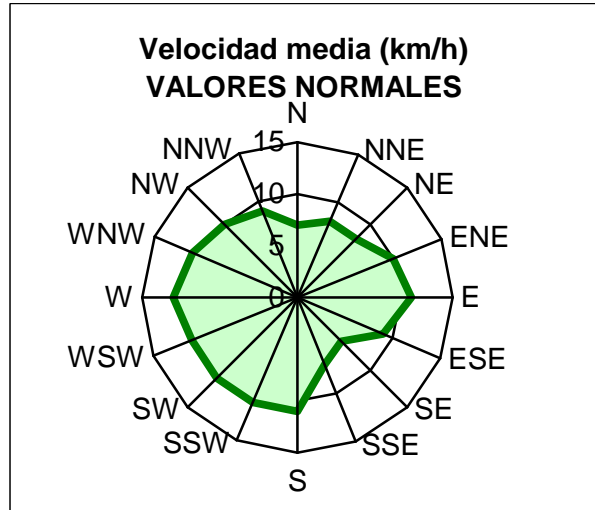 Velocidad media (km/h)
VALORES NORMALES
N
NNW
15
NNE
NW
10
NE
WNW
5
ENE
W
0
E
WSW
ESE
SW
SE
SSW
SSE
S